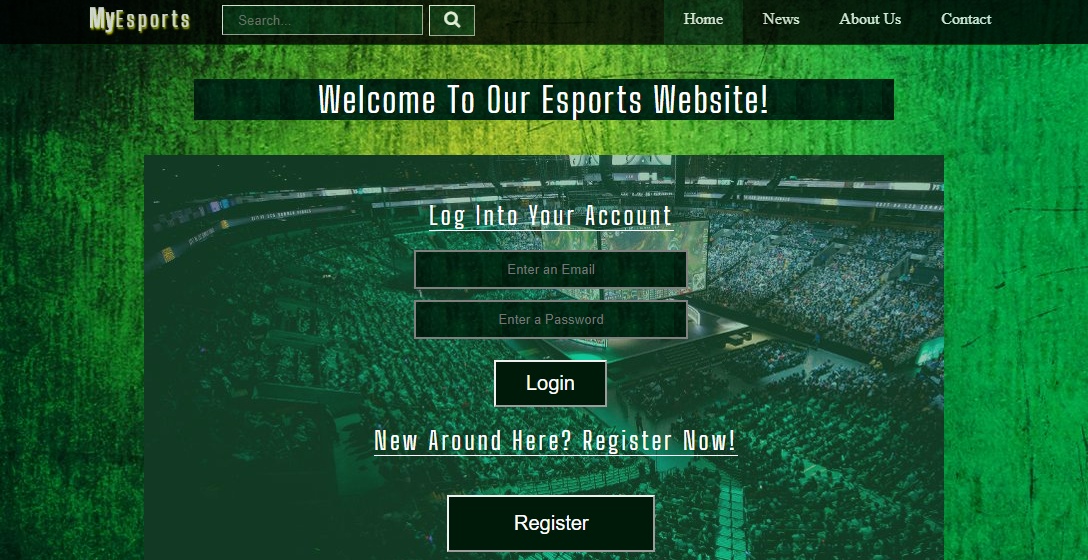 MyEsports Search... Home News About Us Contact
Welcome To Our Esports Website!
Log Into Your Account
Enter an Email
Enter a Password
Login
New Around Here? Register Now!
Register